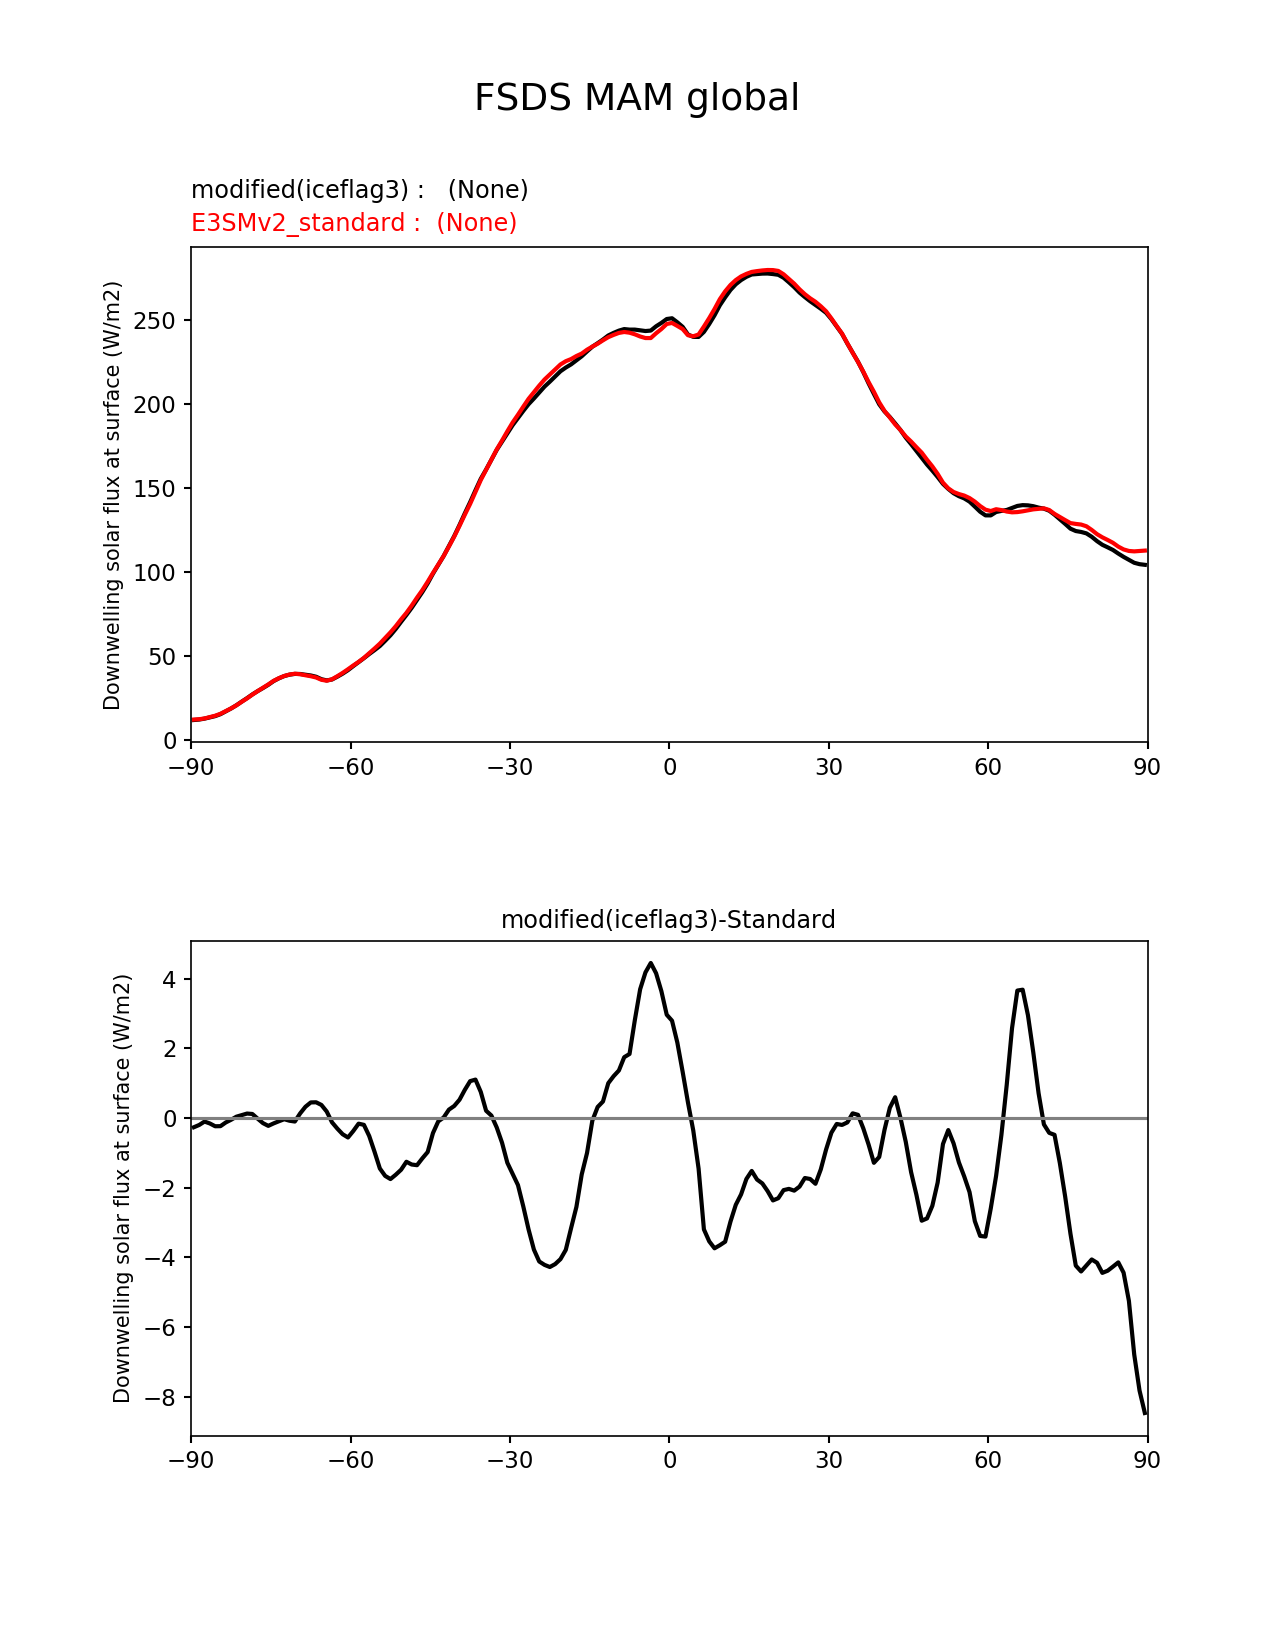 FSDS MAM global
modified(iceflag3) :   (None)
E3SMv2_standard :  (None)
Downwelling solar flux at surface (W/m2)
250
200
150
100
50
0
−90 −60 −30 0 30 60 90
modified(iceflag3)-Standard
Downwelling solar flux at surface (W/m2)
4
2
0
−2
−4
−6
−8
−90 −60 −30 0 30 60 90